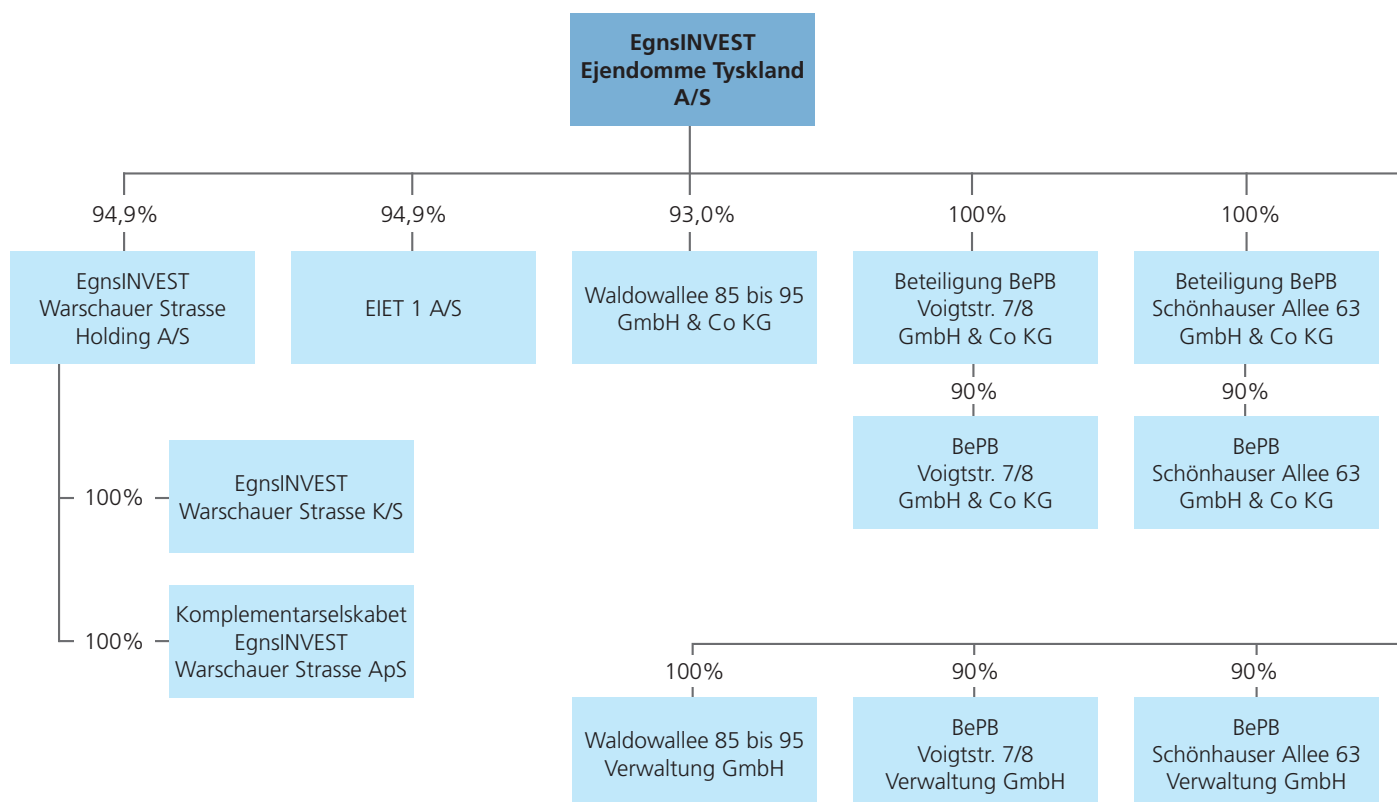 EgnsINVEST
Ejendomme Tyskland
A/S
94,9%
94,9%
93,0%
100%
100%
EgnsINVEST
Warschauer Strasse
Holding A/S
EIET 1 A/S
Waldowallee 85 bis 95
GmbH & Co KG
Beteiligung BePB
Voigtstr. 7/8
GmbH & Co KG
Beteiligung BePB
Schönhauser Allee 63
GmbH & Co KG
90%
90%
BePB
Voigtstr. 7/8
GmbH & Co KG
BePB
Schönhauser Allee 63
GmbH & Co KG
100%
EgnsINVEST
Warschauer Strasse K/S
100%
Komplementarselskabet
EgnsINVEST
Warschauer Strasse ApS
100%
90%
90%
Waldowallee 85 bis 95
Verwaltung GmbH
BePB
Voigtstr. 7/8
Verwaltung GmbH
BePB
Schönhauser Allee 63
Verwaltung GmbH